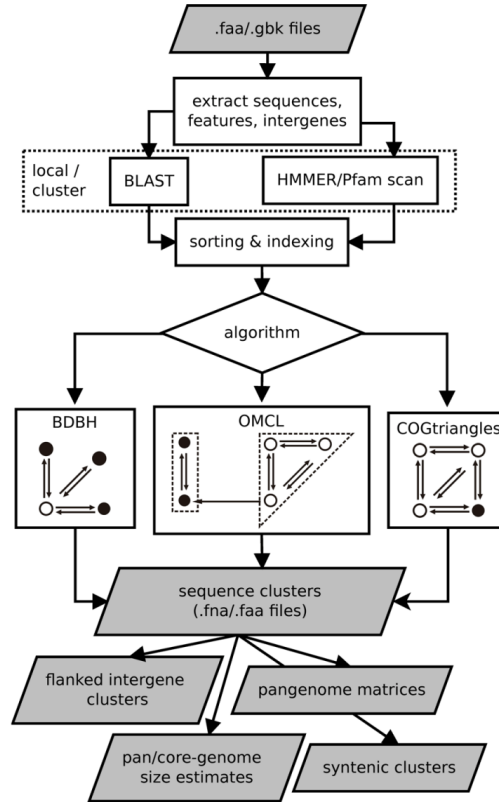 .faa/.gbk files
extract sequences,
features, intergenes
local /
cluster
BLAST
HMMER/Pfam scan
sorting & indexing
algorithm
BDBH
OMCL
COGtriangles
sequence clusters
(.fna/.faa files)
flanked intergene
clusters
pangenome matrices
pan/core-genome
size estimates
syntenic clusters